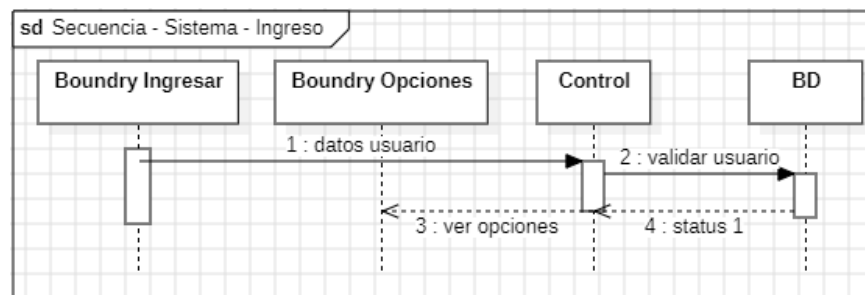 sd Secuencia - Sistema - Ingreso
Boundry Ingresar
Boundry Opciones
Control
BD
1 : datos usuario
2 : validar usuario
3 : ver opciones
4 : status 1